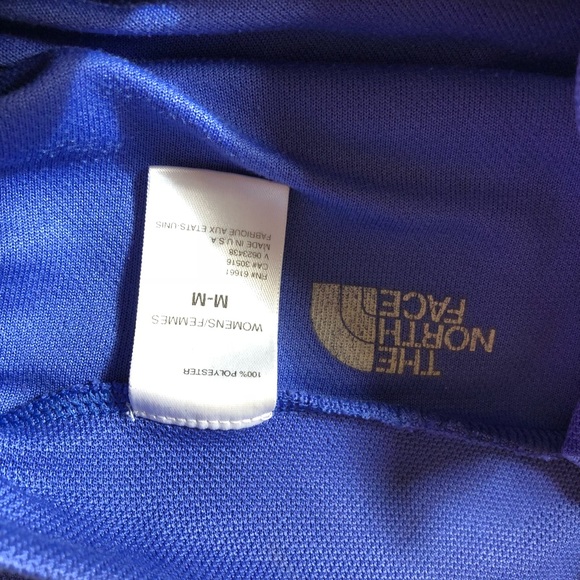 100% POLYESTER
WOMENS/FEMMES
M-M
RN# 61661
CA# 30516
V 0623438
MADE IN U.S.A
FABRIQUE AUX ETATS-UNIS
THE
NORTH
FACE